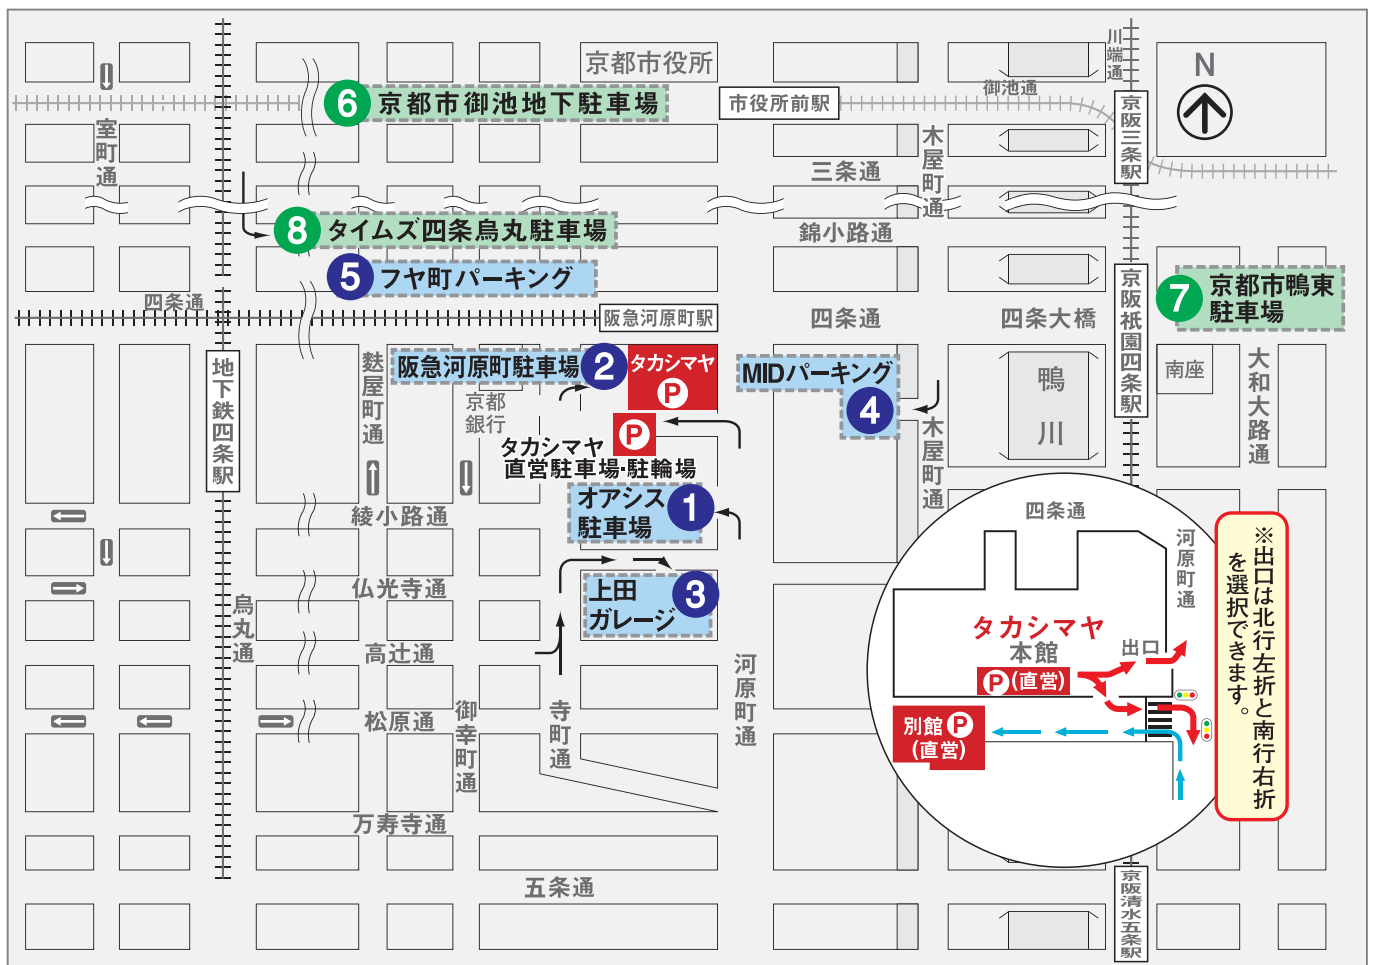 京都市役所
川端通
N
室町通
6 京都市御池地下駐車場
市役所前駅
御池通
京阪三条駅
木屋町通
三条通
8 タイムズ四条烏丸駐車場
錦小路通
5 フヤ町パーキング
京阪祇園四条駅
7 京都市鴨東
駐車場
四条通
阪急河原町駅
四条通
四条大橋
地下鉄四条駅
麩屋町通
阪急河原町駐車場 2
タカシマヤ
P
MIDパーキング
4
鴨川
南座
大和大路通
京都
銀行
P
タカシマヤ
直営駐車場・駐輪場
木屋町通
オアシス
駐車場
1
綾小路通
仏光寺通
上田
ガレージ
3
烏丸通
高辻通
松原通
御幸町通
寺町通
河原町通
万寿寺通
五条通
四条通
河原町通
タカシマヤ
本館
出口
P(直営)
別館P
(直営)
※出口は北行左折と南行右折
を選択できます。
京阪清水五条駅